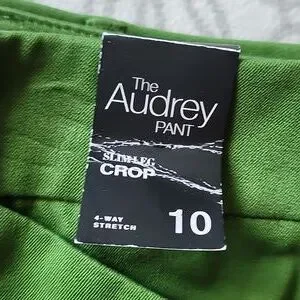 The
Audrey
PANT
SLIM LEG
CROP
4-WAY
STRETCH
10